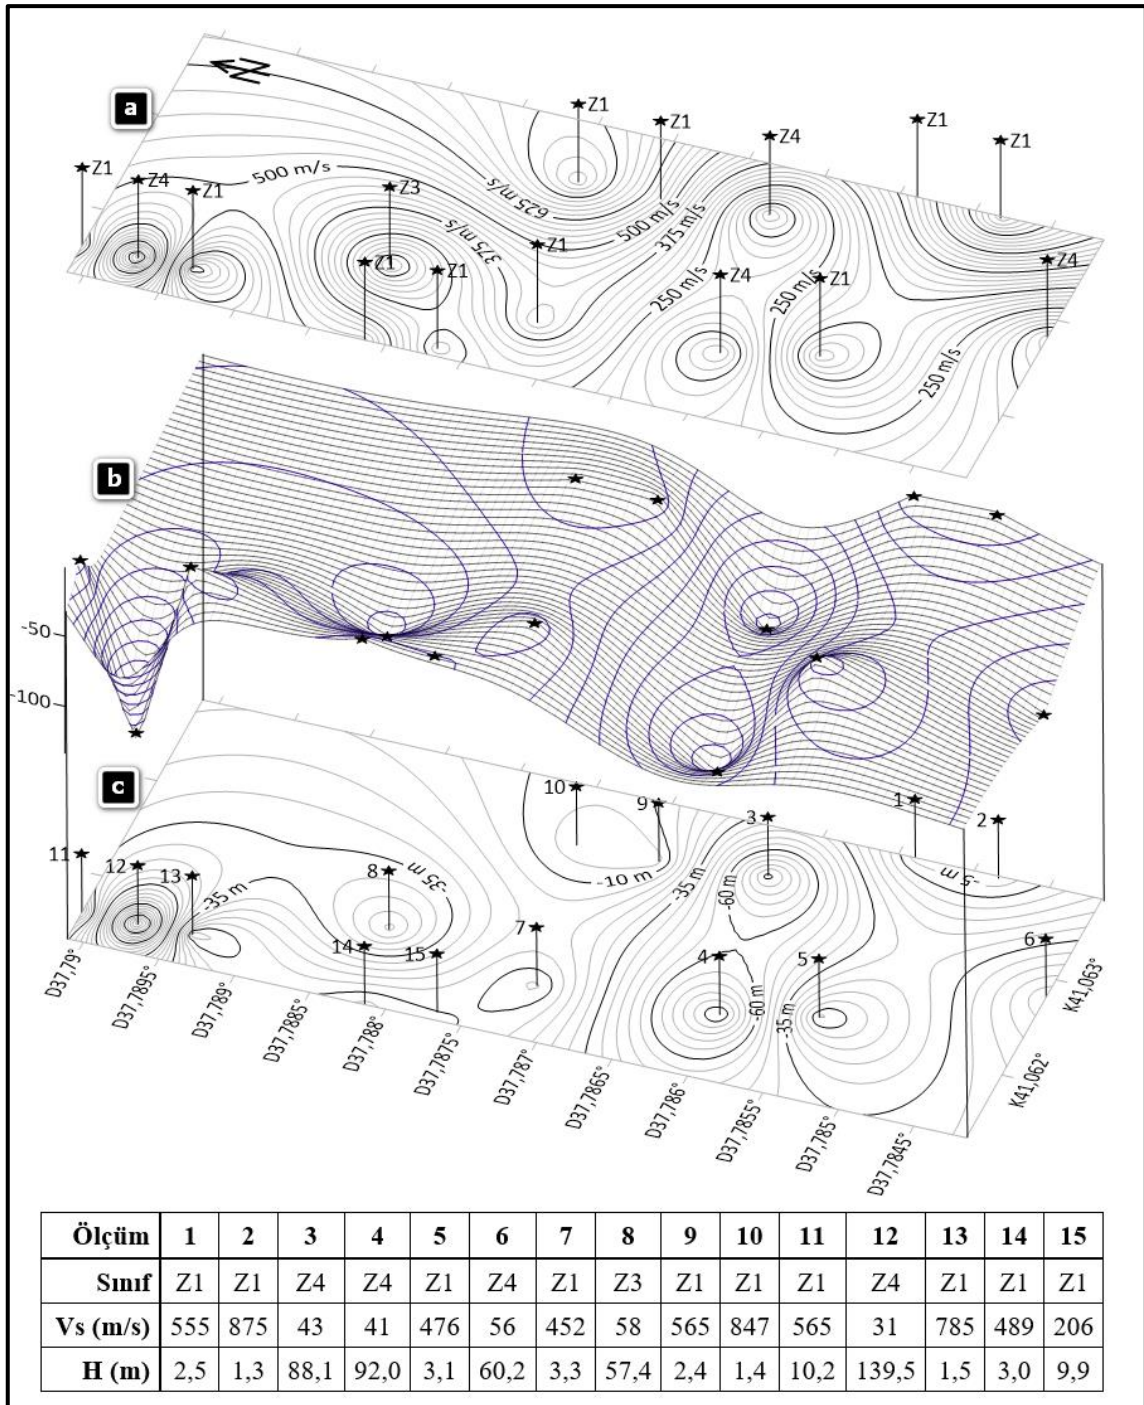 N
a
Z1
Z1
Z4
Z1
Z1
Z1
Z4
Z1
500 m/s
Z3
625 m/s
500 m/s
375 m/s
375 m/s
Z1
Z1
Z1
250 m/s
Z4
250 m/s
Z1
Z4
250 m/s
b
-50
-100
c
10
9
3
1
2
11
12
13
-35 m
8
-35 m
-10 m
-35 m
-60 m
-5 m
14
15
7
4
-60 m
5
-35 m
6
D37,79°
D37,7895°
D37,789°
D37,7885°
D37,788°
D37,7875°
D37,787°
D37,7865°
D37,786°
D37,7855°
D37,785°
D37,7845°
K41,062°
K41,063°
Ölçüm 1 2 3 4 5 6 7 8 9 10 11 12 13 14 15
Sınıf Z1 Z1 Z4 Z4 Z1 Z4 Z1 Z3 Z1 Z1 Z1 Z4 Z1 Z1 Z1
Vs (m/s) 555 875 43 41 476 56 452 58 565 847 565 31 785 489 206
H (m) 2,5 1,3 88,1 92,0 3,1 60,2 3,3 57,4 2,4 1,4 10,2 139,5 1,5 3,0 9,9